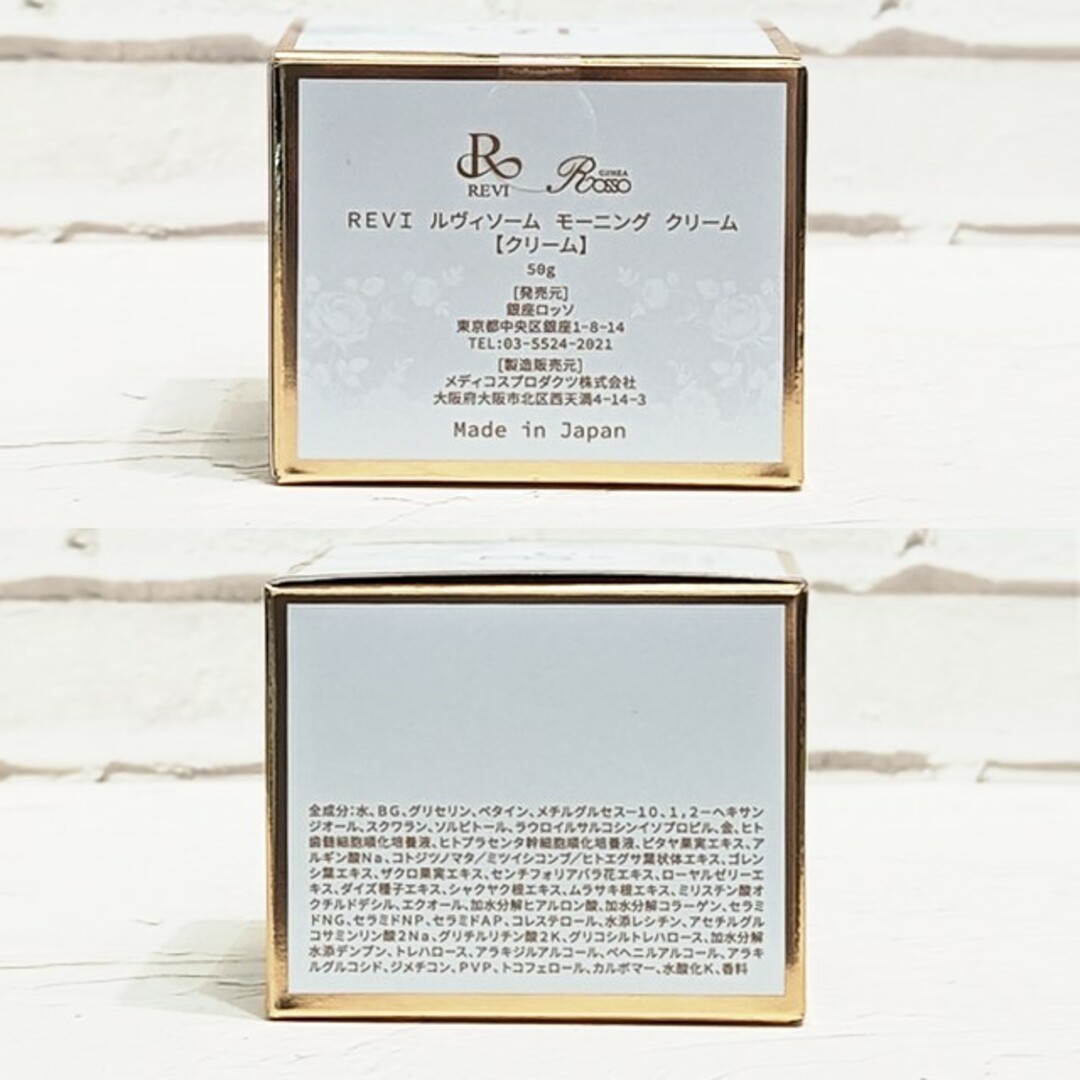 R
REVI
GINZA
Rosso
REVI ルヴィソーム モーニング クリーム
【クリーム】
50g
[発売元]
銀座ロッソ
東京都中央区銀座1-8-14
TEL:03-5524-2021
[製造販売元]
メディコスプロダクツ株式会社
大阪府大阪市北区西天満4-14-3
Made in Japan
全成分:水、BG、グリセリン、ベタイン、メチルグルセス-10、1,2-ヘキサン
ジオール、スクワラン、ソルビトール、ラウロイルサルコシンイソプロピル、金、ヒト
歯髄細胞順化培養液、ヒトプラセンタ幹細胞順化培養液、ピタヤ果実エキス、ア
ルギン酸Na、コトジツノマタ/ミツイシコンブ/ヒトエグサ葉状体エキス、ゴレン
シ葉エキス、ザクロ果実エキス、センチフォリアバラ花エキス、ローヤルゼリーエ
キス、ダイズ種子エキス、シャクヤク根エキス、ムラサキ根エキス、ミリスチン酸オ
クチルドデシル、エクオール、加水分解ヒアルロン酸、加水分解コラーゲン、セラミ
ドNG、セラミドNP、セラミドAP、コレステロール、水添レシチン、アセチルグル
コサミンリン酸2Na、グリチルリチン酸2K、グリコシルトレハロース、加水分解
水添デンプン、トレハロース、アラキジルアルコール、ベヘニルアルコール、アラキ
ルグルコシド、ジメチコン、PVP、トコフェロール、カルボマー、水酸化K、香料